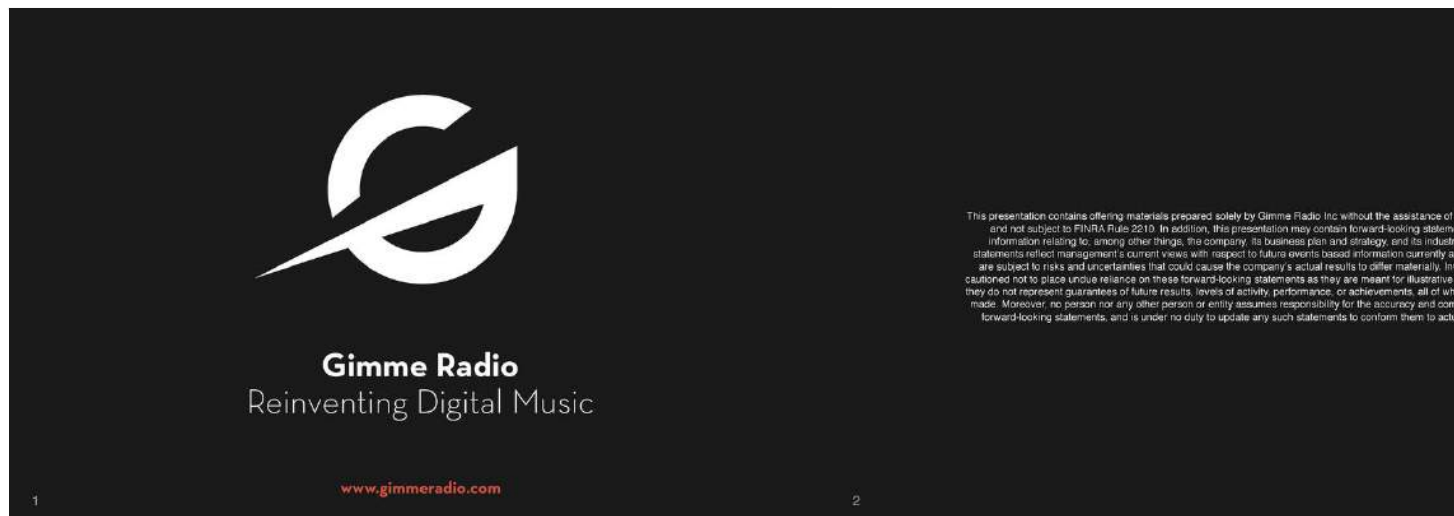 Gimme Radio
Reinventing Digital Music
www.gimmeradio.com
1
This presentation contains offering materials prepared solely by Gimme Radio Inc without the assistance of
and not subject to FINRA Rule 2210. In addition, this presentation may contain forward-looking
information relating to, among other things, the company, its business plan and strategy, and its
statements reflect management's current views with respect to future events based information currently
are subject to risks and uncertainties that could cause the company's actual results to differ materially.
cautioned not to place undue reliance on these forward-looking statements as they are meant for illustrative
they do not represent guarantees of future results, levels of activity, performance, or achievements, all of
made. Moreover, no person nor any other person or entity assumes responsibility for the accuracy and
forward-looking statements, and is under no duty to update any such statements to conform them to
2